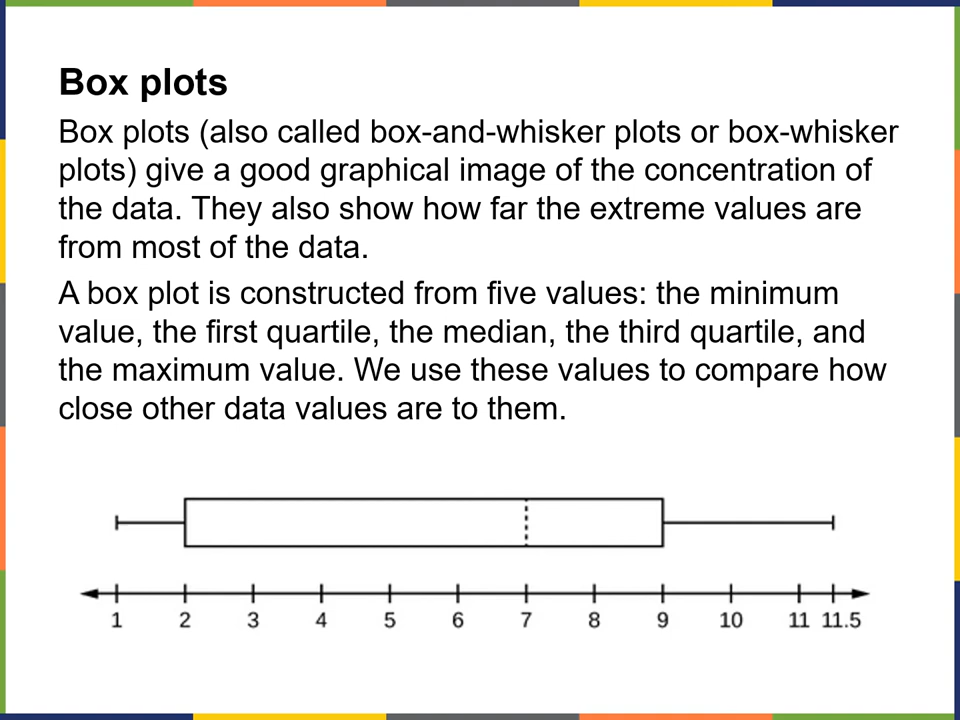 Box plots
Box plots (also called box-and-whisker plots or box-whisker
plots) give a good graphical image of the concentration of
the data. They also show how far the extreme values are
from most of the data.
A box plot is constructed from five values: the minimum
value, the first quartile, the median, the third quartile, and
the maximum value. We use these values to compare how
close other data values are to them.
1 2 3 4 5 6 7 8 9 10 11 11.5